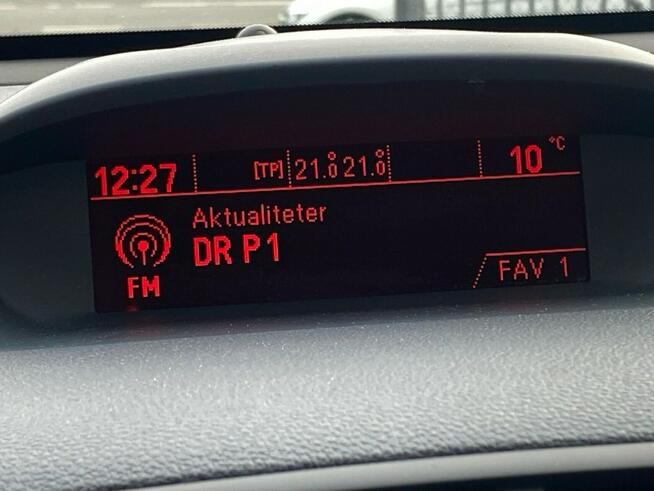 12:27 [TP] 21.0° 21.0° 10 °C
Aktualiteter
DR P1
FM
FAV 1